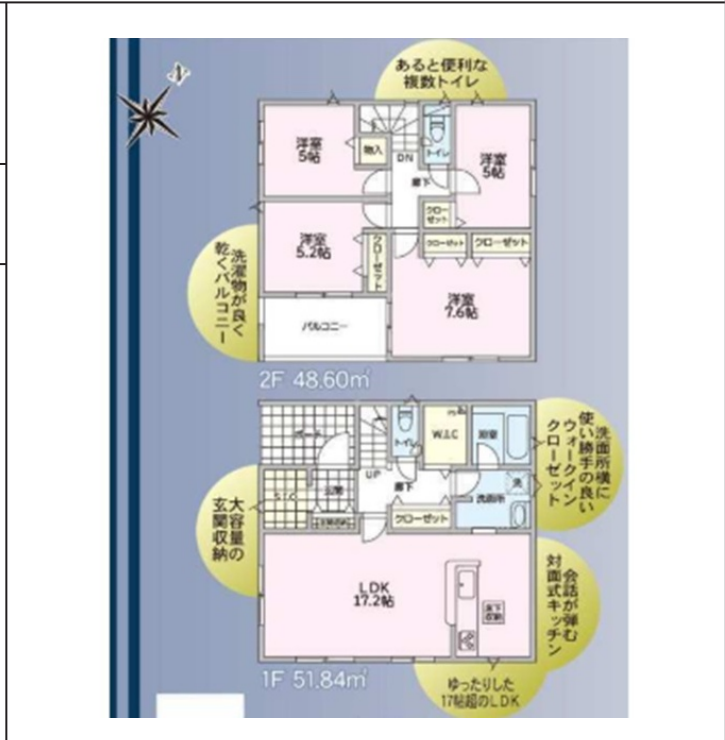 N
あると便利な
複数トイレ
洋室
5帖
物入
DN
トイレ
洋室
5帖
廊下
クロー
ゼット
洋室
5.2帖
クローゼット
クローゼット
クローゼット
洋室
7.6帖
バルコニー
洗濯物が良く
乾くバルコニー
2F 48.60㎡
ポーチ
トイレ
W.I.C
浴室
UP
廊下
洗面所
洗
S.I.C
玄関
クローゼット
洗面所横に
使い勝手の良い
ウォークイン
クローゼット
大容量の
玄関収納
LDK
17.2帖
床下
収納
会話が弾む
対面式キッチン
1F 51.84㎡
ゆったりした
17帖超のLDK